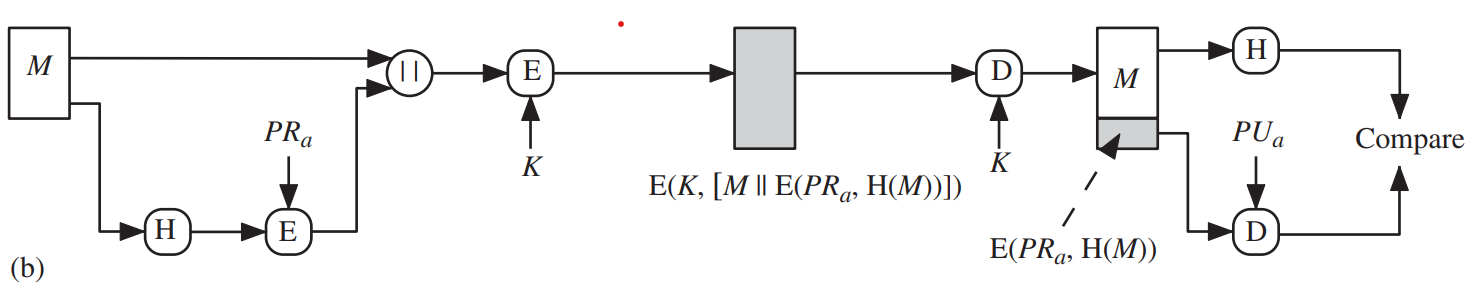 M
||
E
D
M
H
PRₐ
K
K
PUₐ
Compare
E(K, [M || E(PRₐ, H(M))])
H
E
D
E(PRₐ, H(M))
(b)